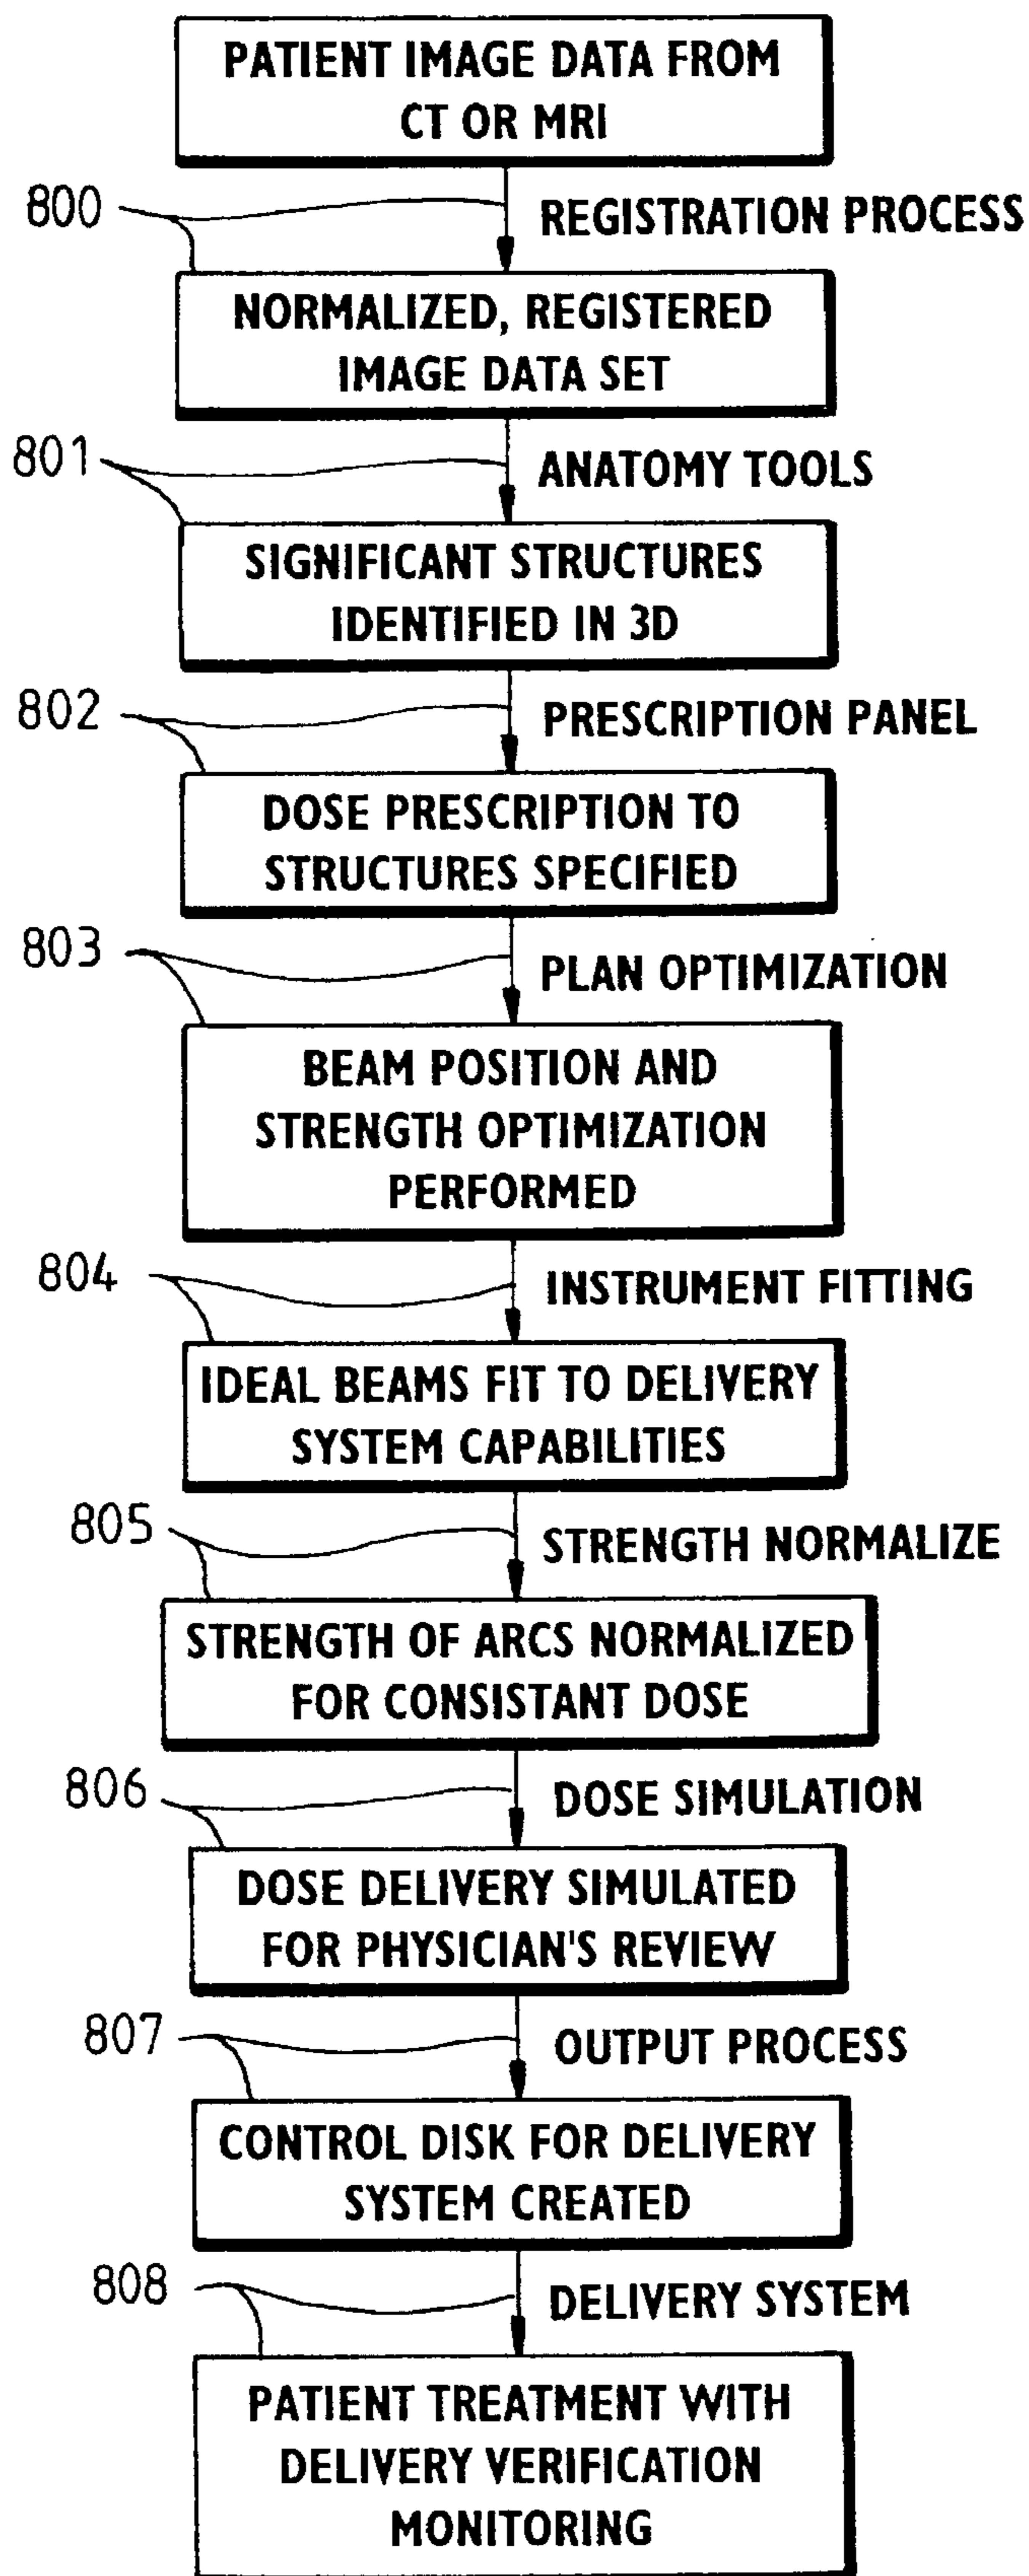 PATIENT IMAGE DATA FROM
CT OR MRI
800
REGISTRATION PROCESS
NORMALIZED, REGISTERED
IMAGE DATA SET
801
ANATOMY TOOLS
SIGNIFICANT STRUCTURES
IDENTIFIED IN 3D
802
PRESCRIPTION PANEL
DOSE PRESCRIPTION TO
STRUCTURES SPECIFIED
803
PLAN OPTIMIZATION
BEAM POSITION AND
STRENGTH OPTIMIZATION
PERFORMED
804
INSTRUMENT FITTING
IDEAL BEAMS FIT TO DELIVERY
SYSTEM CAPABILITIES
805
STRENGTH NORMALIZE
STRENGTH OF ARCS NORMALIZED
FOR CONSISTANT DOSE
806
DOSE SIMULATION
DOSE DELIVERY SIMULATED
FOR PHYSICIAN'S REVIEW
807
OUTPUT PROCESS
CONTROL DISK FOR DELIVERY
SYSTEM CREATED
808
DELIVERY SYSTEM
PATIENT TREATMENT WITH
DELIVERY VERIFICATION
MONITORING